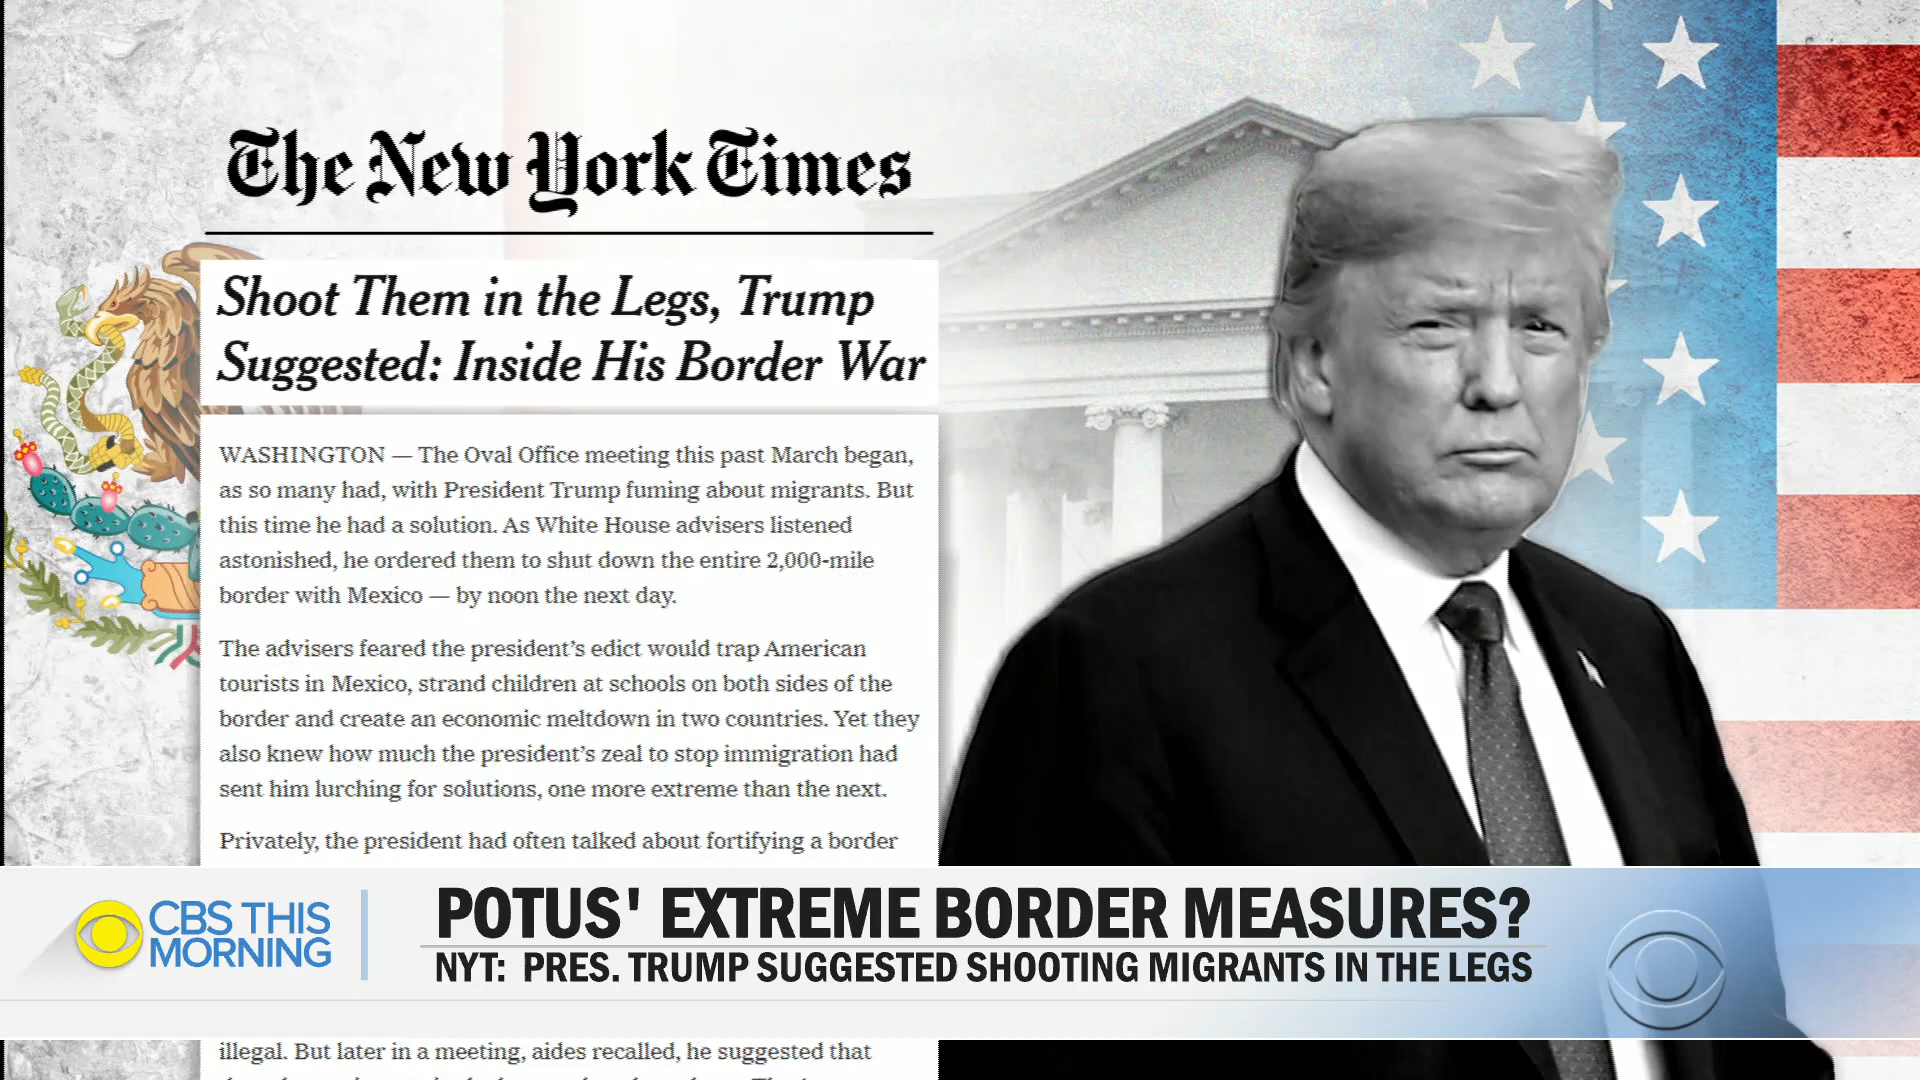 The New York Times
Shoot Them in the Legs, Trump
Suggested: Inside His Border War
WASHINGTON — The Oval Office meeting this past March began,
as so many had, with President Trump fuming about migrants. But
this time he had a solution. As White House advisers listened
astonished, he ordered them to shut down the entire 2,000-mile
border with Mexico — by noon the next day.
The advisers feared the president’s edict would trap American
tourists in Mexico, strand children at schools on both sides of the
border and create an economic meltdown in two countries. Yet they
also knew how much the president’s zeal to stop immigration had
sent him lurching for solutions, one more extreme than the next.
Privately, the president had often talked about fortifying a border
CBS THIS
MORNING
POTUS' EXTREME BORDER MEASURES?
NYT: PRES. TRUMP SUGGESTED SHOOTING MIGRANTS IN THE LEGS
illegal. But later in a meeting, aides recalled, he suggested that